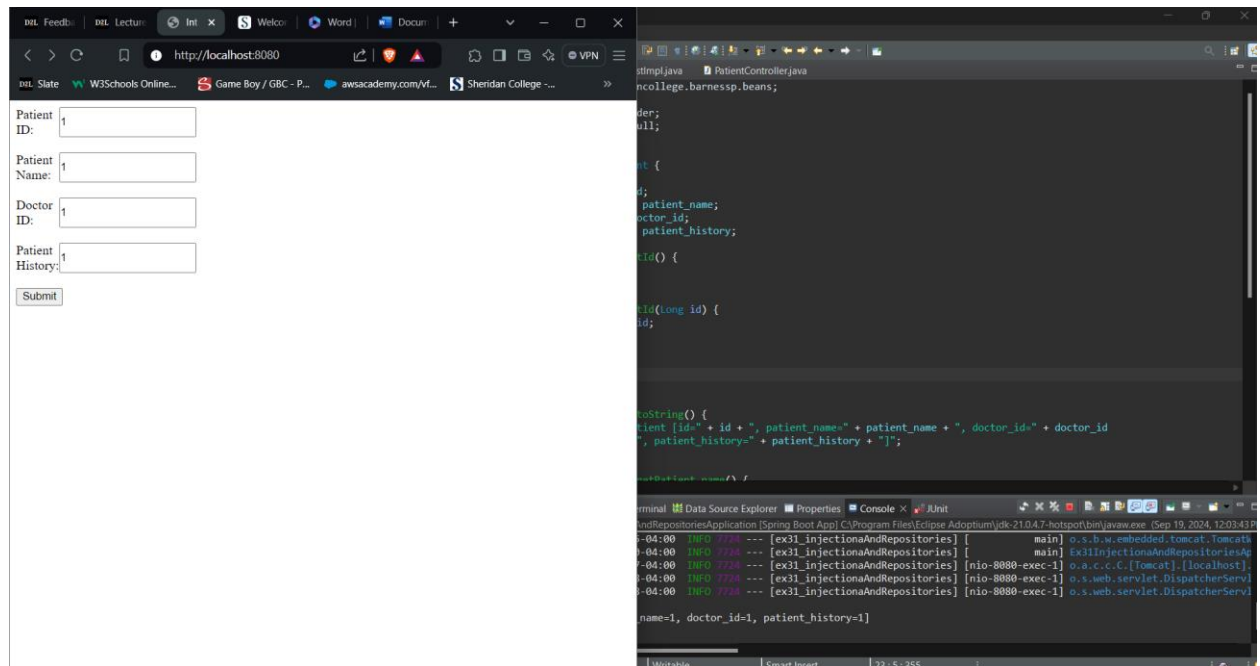 D2L Feedba
D2L Lecture
Int
Welco
Word |
Docum
http://localhost:8080
VPN
D2L Slate
W3Schools Online...
Game Boy / GBC - P...
awsacademy.com/vf...
Sheridan College -...
Patient
ID:
1
Patient
Name:
1
Doctor
ID:
1
Patient
History:
1
Submit
stImpl.java
PatientController.java
ncollege.barnessp.beans;
der;
ull;
nt {
d;
patient_name;
octor_id;
patient_history;
tId() {
tId(Long id) {
id;
toString() {
tient [id=" + id + ", patient_name=" + patient_name + ", doctor_id=" + doctor_id
", patient_history=" + patient_history + "]";
getPatient_name() {
rminal
Data Source Explorer
Properties
Console
JUnit
AndRepositoriesApplication [Spring Boot App] C:\Program Files\Eclipse Adoptium\jdk-21.0.4.7-hotspot\bin\javaw.exe (Sep 19, 2024, 12:03:43 P
-04:00 INFO 7724 --- [ex31_injectionaAndRepositories] [ main] o.s.b.w.embedded.tomcat.TomcatW
-04:00 INFO 7724 --- [ex31_injectionaAndRepositories] [ main] Ex31InjectionaAndRepositoriesAp
-04:00 INFO 7724 --- [ex31_injectionaAndRepositories] [nio-8080-exec-1] o.a.c.c.C.[Tomcat].[localhost].
-04:00 INFO 7724 --- [ex31_injectionaAndRepositories] [nio-8080-exec-1] o.s.web.servlet.DispatcherServl
-04:00 INFO 7724 --- [ex31_injectionaAndRepositories] [nio-8080-exec-1] o.s.web.servlet.DispatcherServl
_name=1, doctor_id=1, patient_history=1]
Writable
Smart Insert
23 : 5 : 355